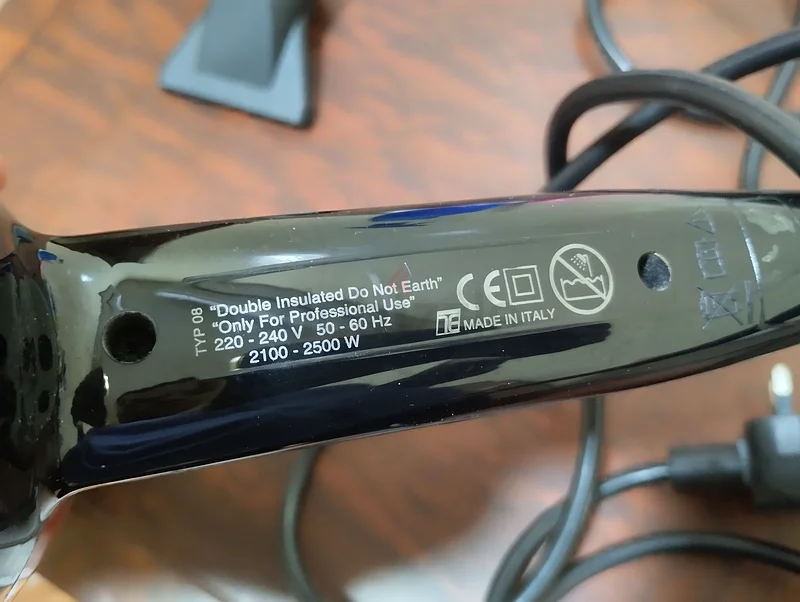 TYP 08
"Double Insulated Do Not Earth"
"Only For Professional Use"
220 - 240 V 50 - 60 Hz
2100 - 2500 W
CE
MADE IN ITALY